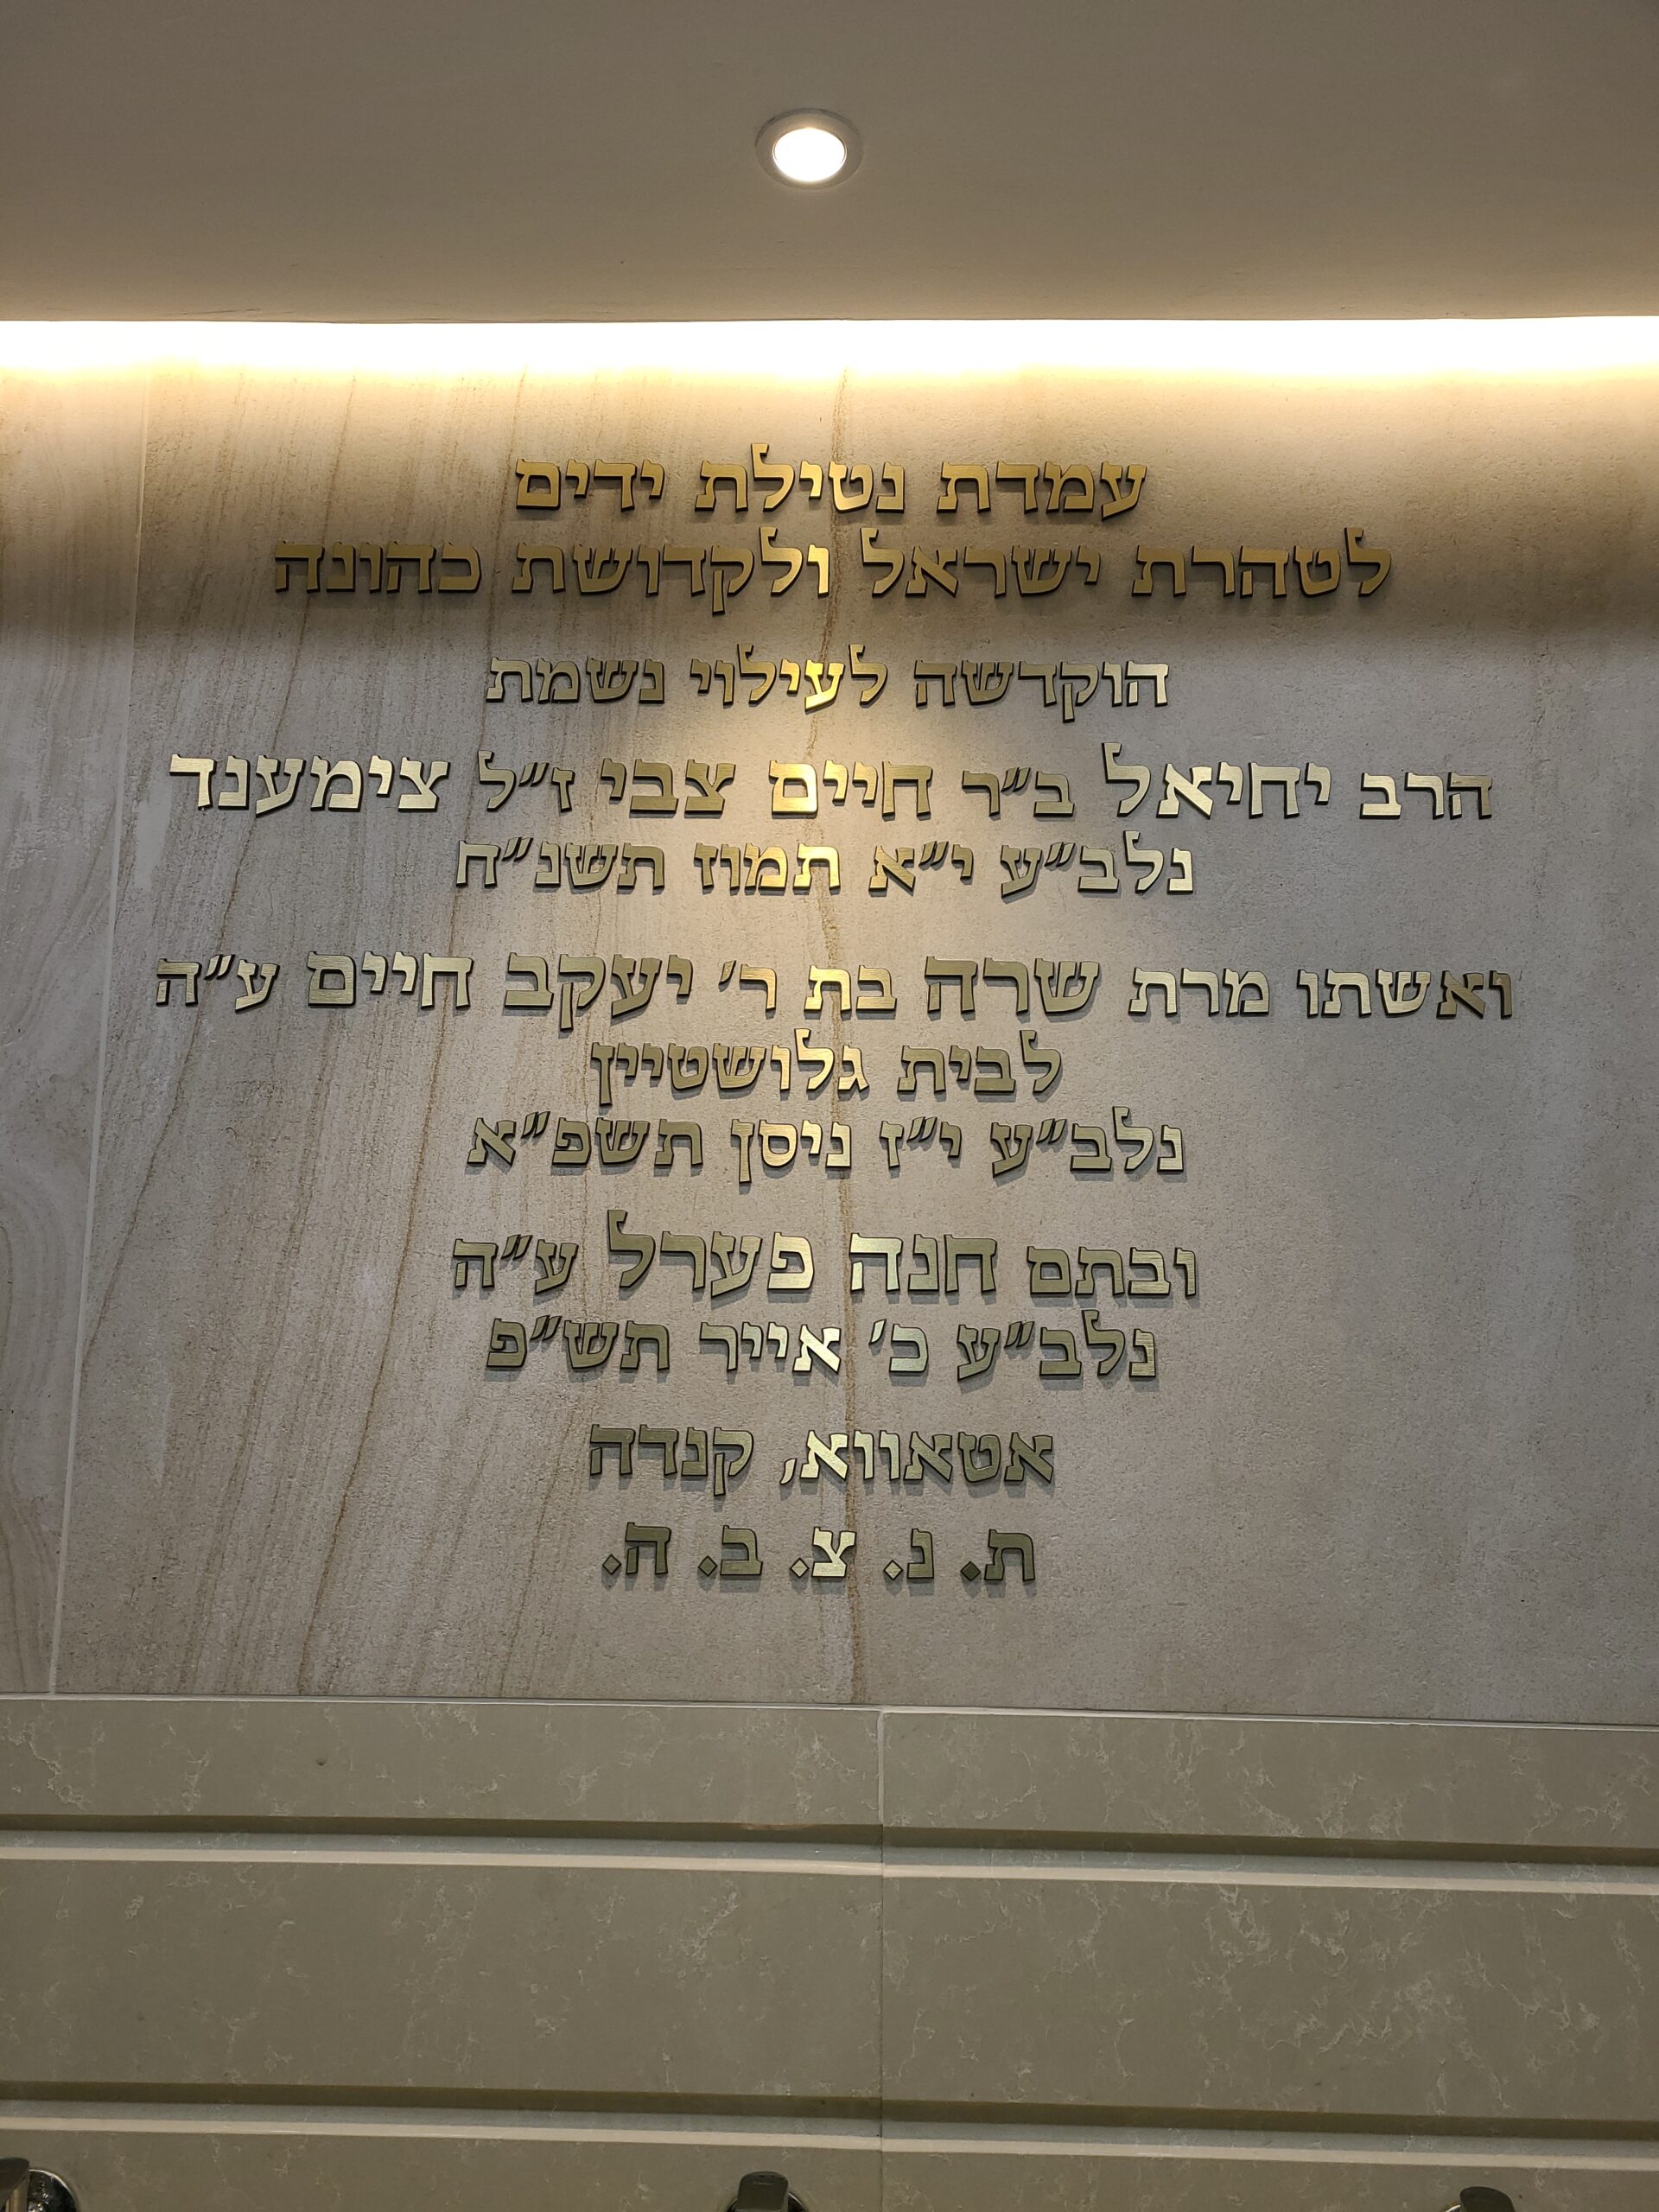 עמדת נטילת ידים
לטהרת ישראל ולקדושת כהונה
הוקדשה לעילוי נשמת
הרב יחיאל ב״ר חיים צבי ז״ל צימענד
נלב״ע י״א תמוז תשנ״ח
ואשתו מרת שרה בת ר׳ יעקב חיים ע״ה
לבית גלושטיין
נלב״ע י״ז ניסן תשפ״א
ובתם חנה פערל ע״ה
נלב״ע כ׳ אייר תש״פ
אטאווא, קנדה
ת. נ. צ. ב. ה.